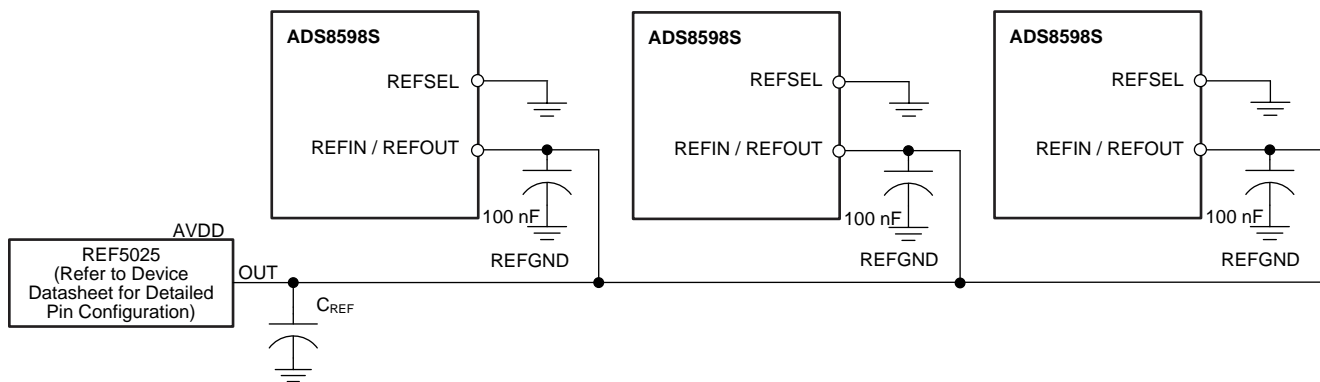 ADS8598S
REFSEL
REFIN / REFOUT
100 nF
REFGND
ADS8598S
REFSEL
REFIN / REFOUT
100 nF
REFGND
ADS8598S
REFSEL
REFIN / REFOUT
100 nF
REFGND
AVDD
REF5025
(Refer to Device
Datasheet for Detailed
Pin Configuration)
OUT
CREF